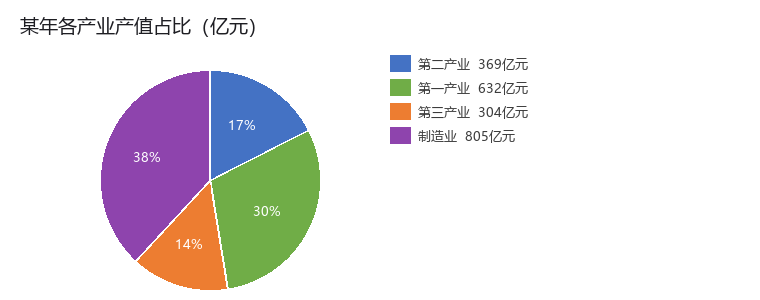 某年各产业产值占比（亿元）
第二产业 369亿元
第一产业 632亿元
第三产业 304亿元
制造业 805亿元
17%
38%
30%
14%